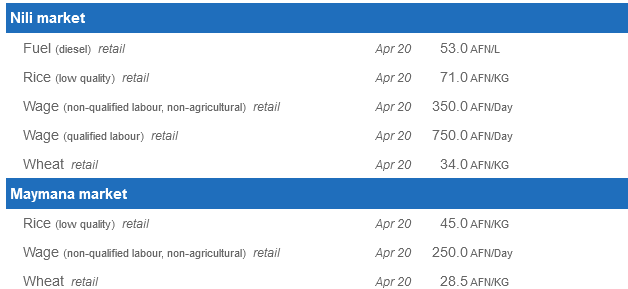 Nili market
Fuel (diesel) retail Apr 20 53.0 AFN/L
Rice (low quality) retail Apr 20 71.0 AFN/KG
Wage (non-qualified labour, non-agricultural) retail Apr 20 350.0 AFN/Day
Wage (qualified labour) retail Apr 20 750.0 AFN/Day
Wheat retail Apr 20 34.0 AFN/KG
Maymana market
Rice (low quality) retail Apr 20 45.0 AFN/KG
Wage (non-qualified labour, non-agricultural) retail Apr 20 250.0 AFN/Day
Wheat retail Apr 20 28.5 AFN/KG